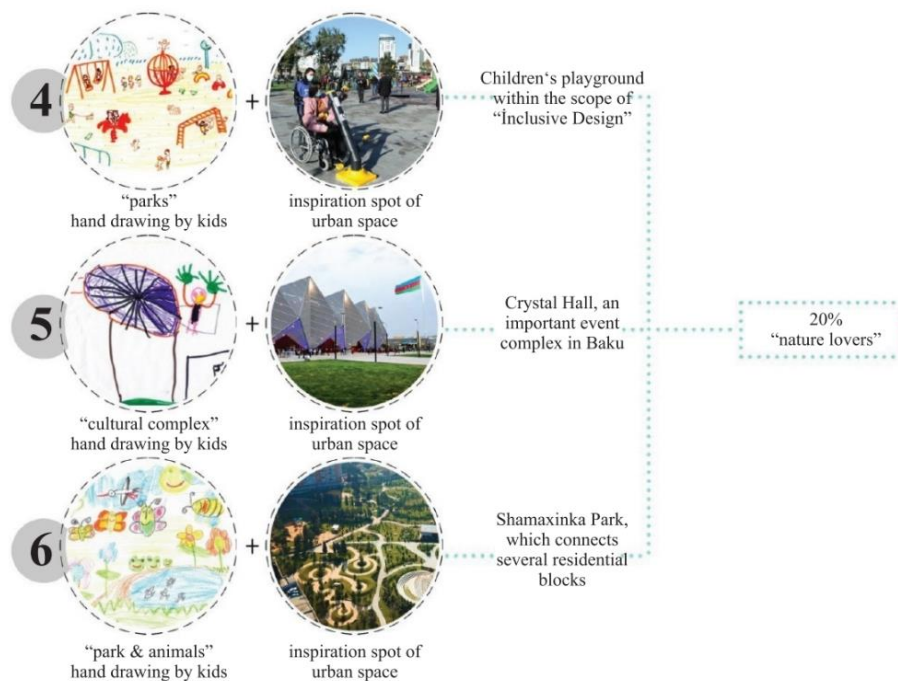 4
+
Children‘s playground
within the scope of
“İnclusive Design”
“parks”
hand drawing by kids
inspiration spot of
urban space
5
+
Crystal Hall, an
important event
complex in Baku
20%
“nature lovers”
“cultural complex”
hand drawing by kids
inspiration spot of
urban space
6
+
Shamaxinka Park,
which connects
several residential
blocks
“park & animals”
hand drawing by kids
inspiration spot of
urban space